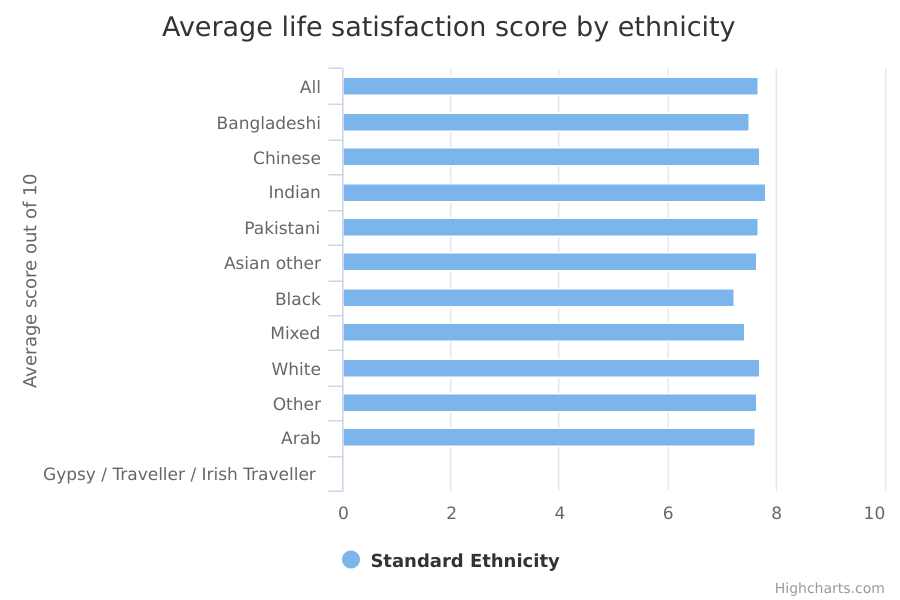 Average life satisfaction score by ethnicity
Average score out of 10
All
Bangladeshi
Chinese
Indian
Pakistani
Asian other
Black
Mixed
White
Other
Arab
Gypsy / Traveller / Irish Traveller
0 2 4 6 8 10
Standard Ethnicity
Highcharts.com